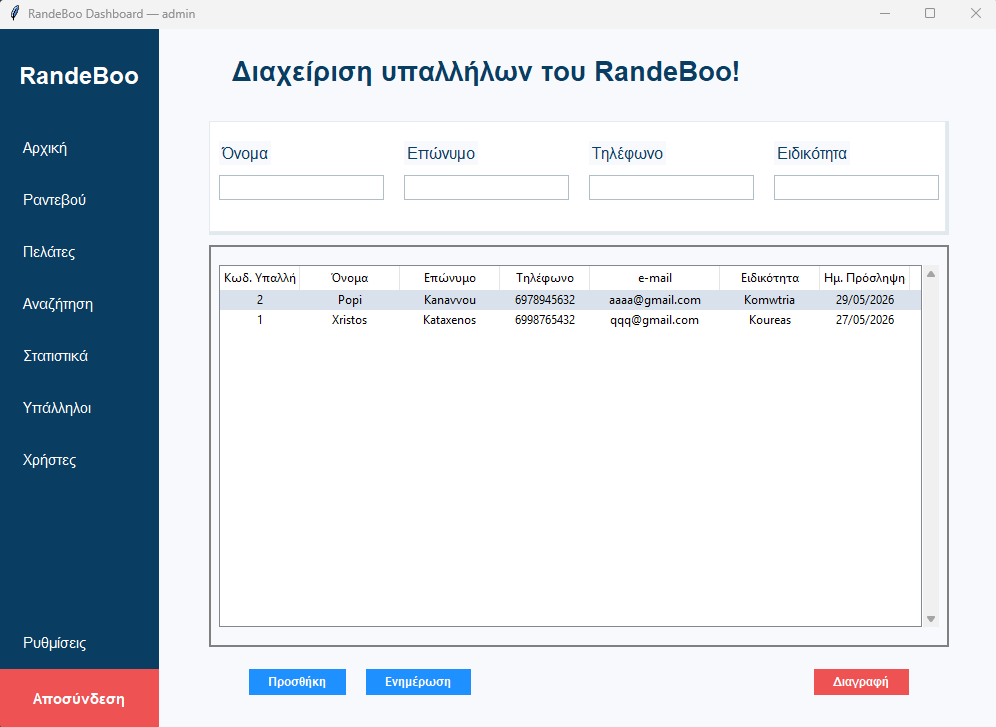 RandeBoo Dashboard — admin
RandeBoo
Αρχική
Ραντεβού
Πελάτες
Αναζήτηση
Στατιστικά
Υπάλληλοι
Χρήστες
Ρυθμίσεις
Αποσύνδεση
Διαχείριση υπαλλήλων του RandeBoo!
Όνομα Επώνυμο Τηλέφωνο Ειδικότητα
Κωδ. Υπαλλή Όνομα Επώνυμο Τηλέφωνο e-mail Ειδικότητα Ημ. Πρόσληψη
2 Popi Kanavvou 6978945632 aaaa@gmail.com Komwtria 29/05/2026
1 Xristos Kataxenos 6998765432 qqq@gmail.com Koureas 27/05/2026
Προσθήκη Ενημέρωση Διαγραφή